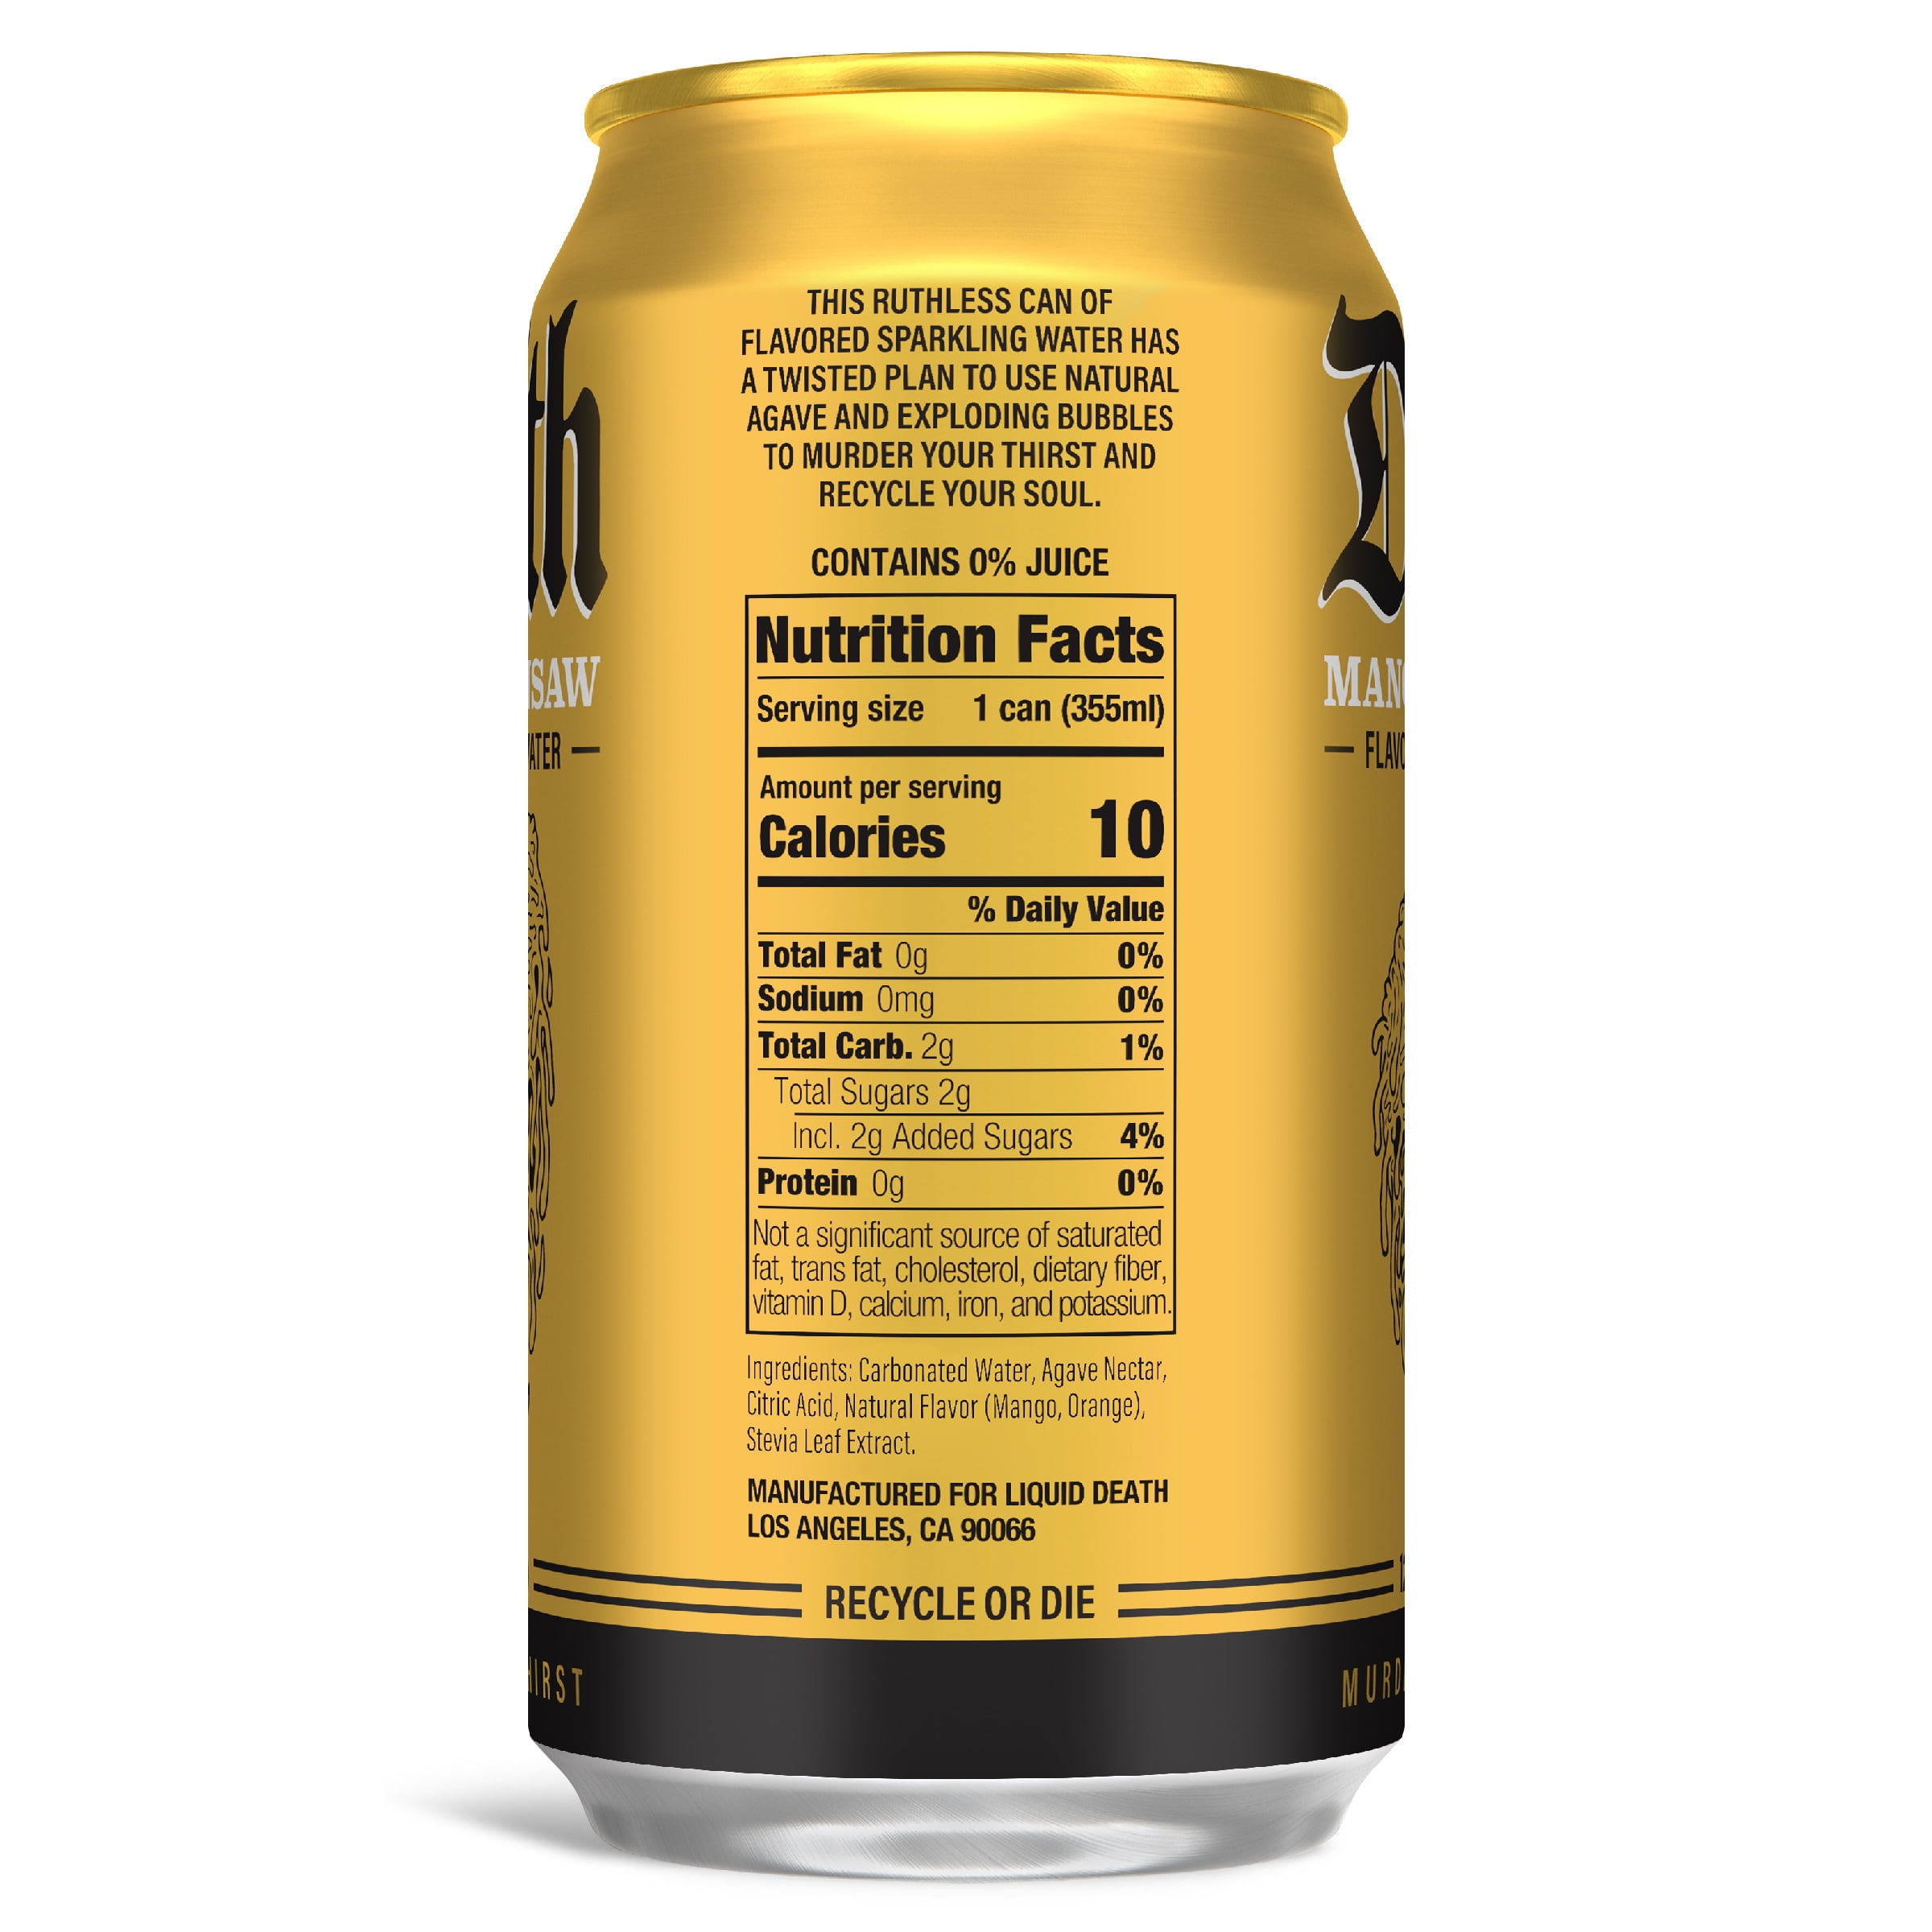 THIS RUTHLESS CAN OF
FLAVORED SPARKLING WATER HAS
A TWISTED PLAN TO USE NATURAL
AGAVE AND EXPLODING BUBBLES
TO MURDER YOUR THIRST AND
RECYCLE YOUR SOUL.
CONTAINS 0% JUICE
Nutrition Facts
Serving size 1 can (355ml)
Amount per serving
Calories 10
% Daily Value
Total Fat 0g 0%
Sodium 0mg 0%
Total Carb. 2g 1%
Total Sugars 2g
Incl. 2g Added Sugars 4%
Protein 0g 0%
Not a significant source of saturated
fat, trans fat, cholesterol, dietary fiber,
vitamin D, calcium, iron, and potassium.
Ingredients: Carbonated Water, Agave Nectar,
Citric Acid, Natural Flavor (Mango, Orange),
Stevia Leaf Extract.
MANUFACTURED FOR LIQUID DEATH
LOS ANGELES, CA 90066
RECYCLE OR DIE